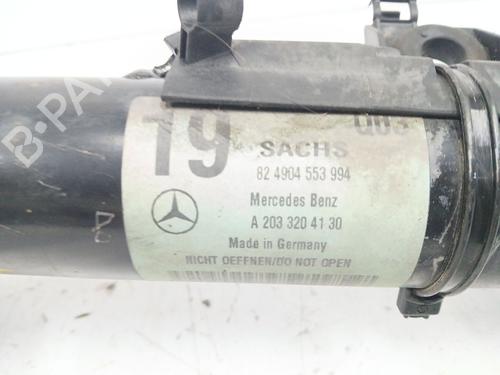 19
SACHS
82 4904 553 994
Mercedes Benz
A 203 320 41 30
Made in Germany
NICHT OEFFNEN/DO NOT OPEN
B-PARTS